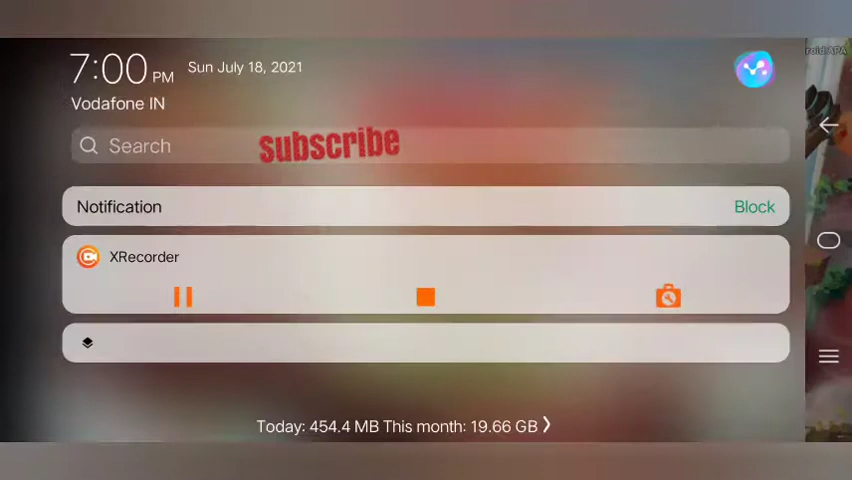 7:00 PM Sun July 18, 2021
Vodafone IN
Search
subscribe
Notification Block
XRecorder
Today: 454.4 MB This month: 19.66 GB